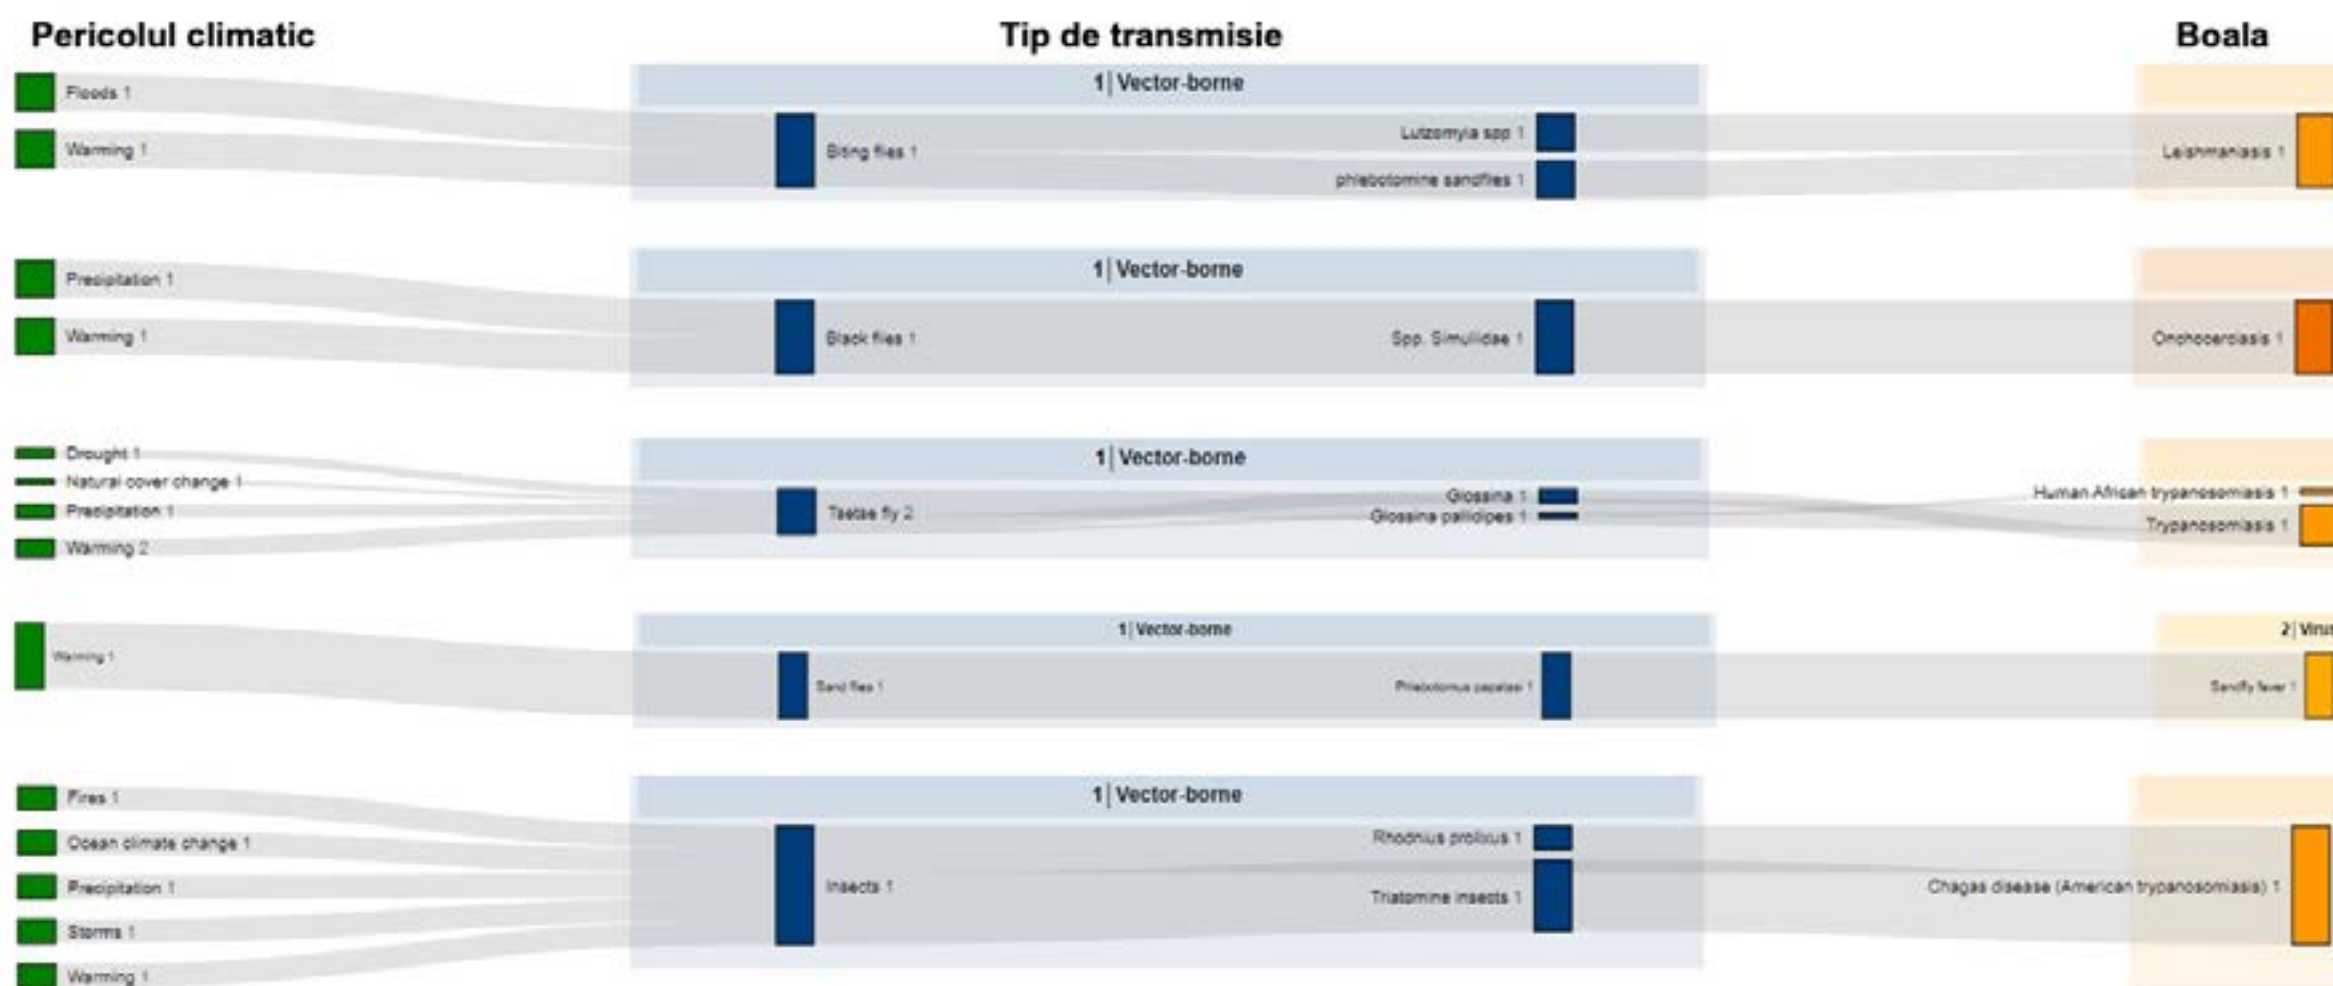 Pericolul climatic
Tip de transmisie
Boala
1| Vector-borne
Floods 1
Warming 1
Biting flies 1
Lutzomyia spp 1
phlebotomine sandflies 1
Leishmaniasis 1
1| Vector-borne
Precipitation 1
Warming 1
Black flies 1
Spp. Simuliidae 1
Onchocerciasis 1
1| Vector-borne
Drought 1
Natural cover change 1
Precipitation 1
Warming 2
Tsetse fly 2
Glossina 1
Glossina pallidipes 1
Human African trypanosomiasis 1
Trypanosomiasis 1
1| Vector-borne
2| Virus
Warming 1
Sand flies 1
Phlebotomus papatasi 1
Sandfly fever 1
1| Vector-borne
Fires 1
Ocean climate change 1
Precipitation 1
Storms 1
Warming 1
Insects 1
Rhodnius prolixus 1
Triatomine insects 1
Chagas disease (American trypanosomiasis) 1